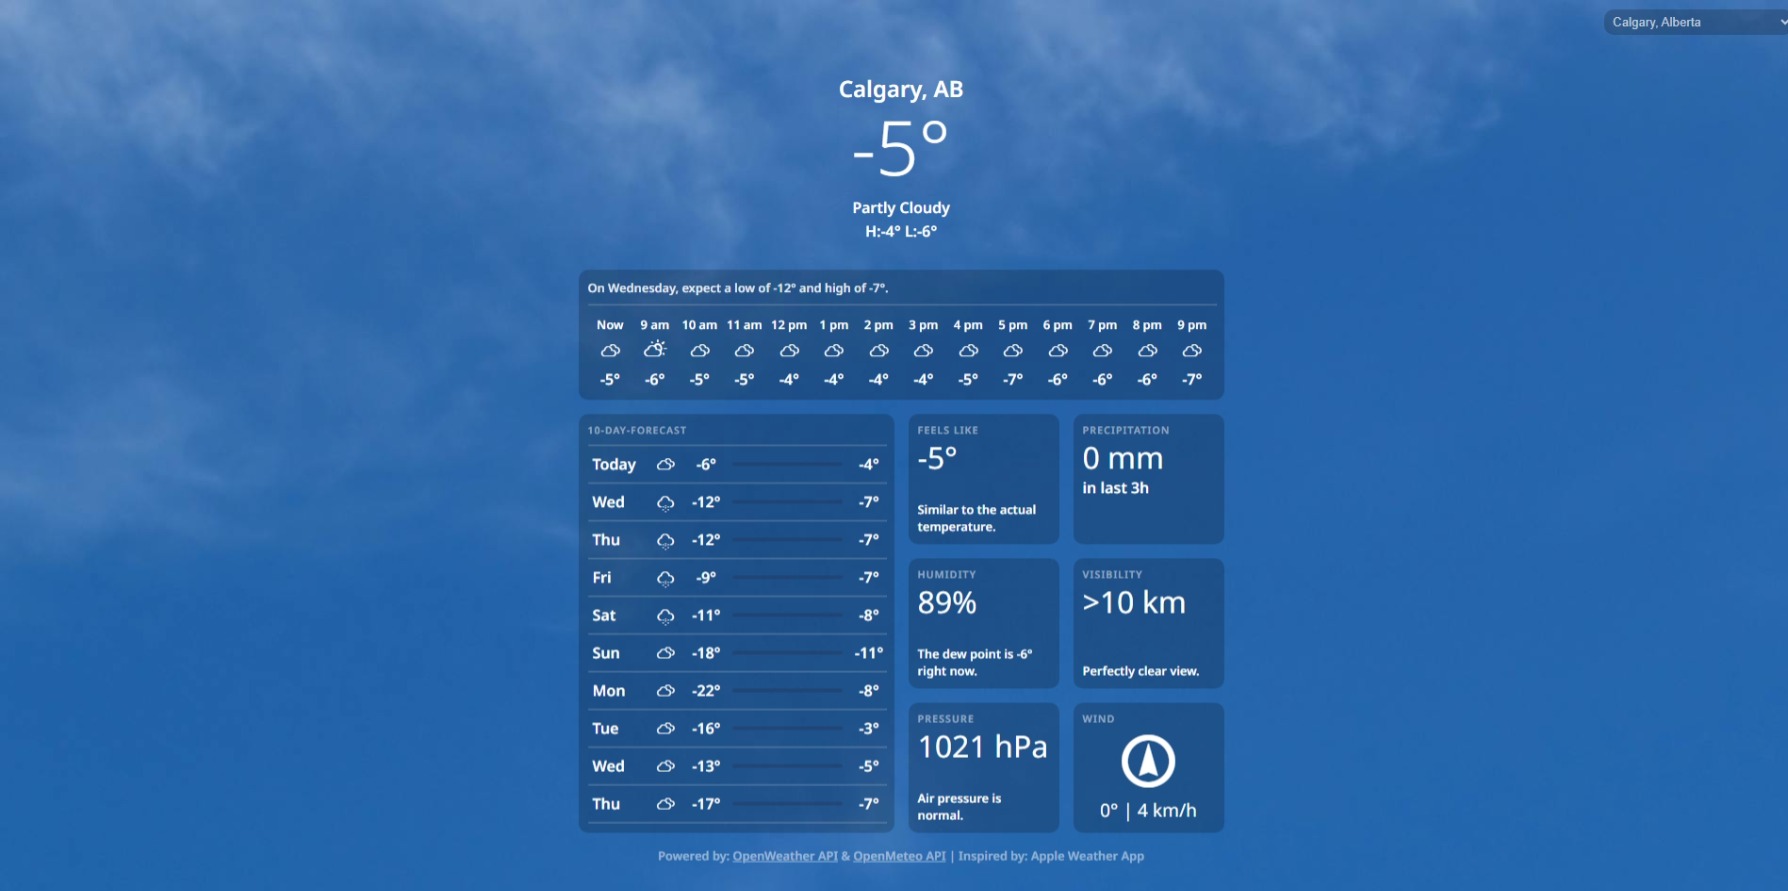 Calgary, Alberta
Calgary, AB
-5°
Partly Cloudy
H:-4° L:-6°
On Wednesday, expect a low of -12° and high of -7°.
Now 9 am 10 am 11 am 12 pm 1 pm 2 pm 3 pm 4 pm 5 pm 6 pm 7 pm 8 pm 9 pm
-5° -6° -5° -5° -4° -4° -4° -4° -5° -7° -6° -6° -6° -7°
10-DAY-FORECAST
Today -6° -4°
Wed -12° -7°
Thu -12° -7°
Fri -9° -7°
Sat -11° -8°
Sun -18° -11°
Mon -22° -8°
Tue -16° -3°
Wed -13° -5°
Thu -17° -7°
FEELS LIKE
-5°
Similar to the actual
temperature.
PRECIPITATION
0 mm
in last 3h
HUMIDITY
89%
The dew point is -6°
right now.
VISIBILITY
>10 km
Perfectly clear view.
PRESSURE
1021 hPa
Air pressure is
normal.
WIND
0° | 4 km/h
Powered by: OpenWeather API & OpenMeteo API | Inspired by: Apple Weather App